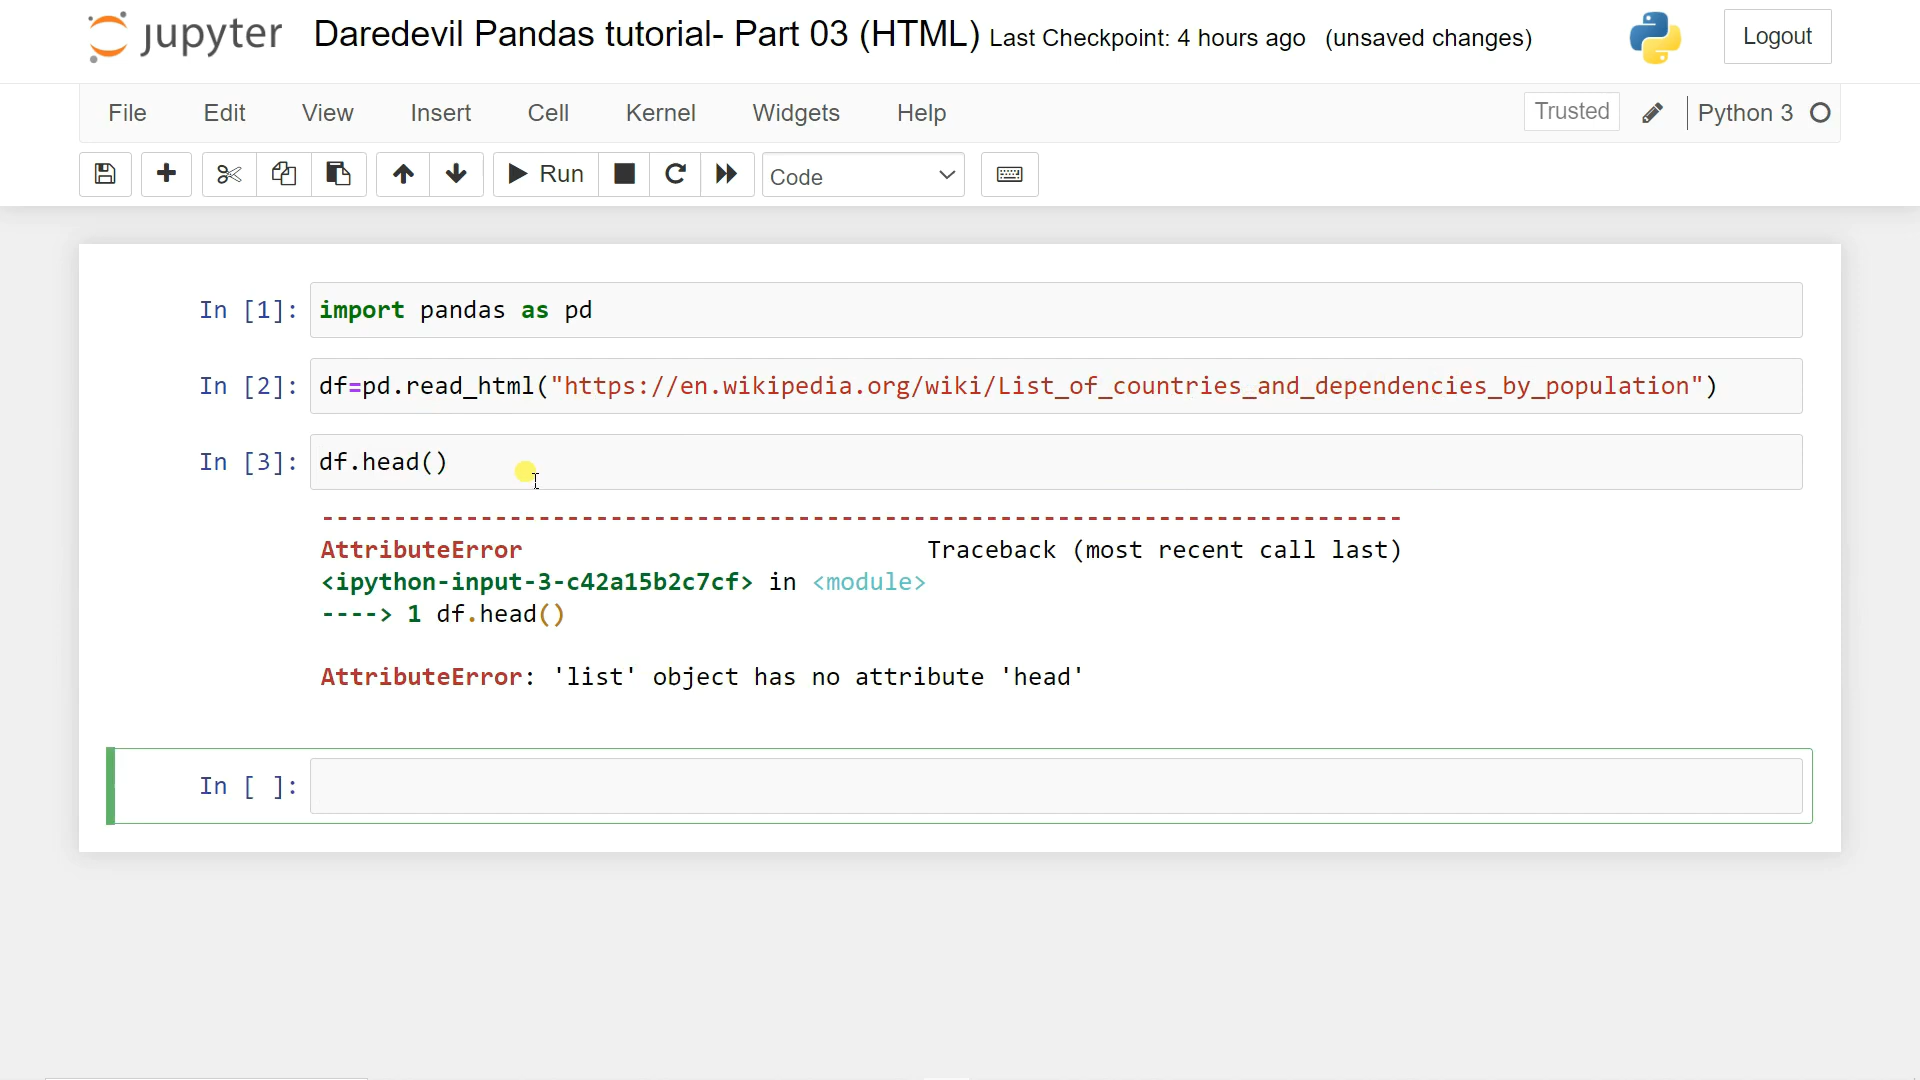 jupyter Daredevil Pandas tutorial- Part 03 (HTML) Last Checkpoint: 4 hours ago (unsaved changes) Logout
File Edit View Insert Cell Kernel Widgets Help Trusted Python 3
Run Code
In [1]: import pandas as pd
In [2]: df=pd.read_html("https://en.wikipedia.org/wiki/List_of_countries_and_dependencies_by_population")
In [3]: df.head()
---------------------------------------------------------------------------
AttributeError Traceback (most recent call last)
<ipython-input-3-c42a15b2c7cf> in <module>
----> 1 df.head()
AttributeError: 'list' object has no attribute 'head'
In [ ]: